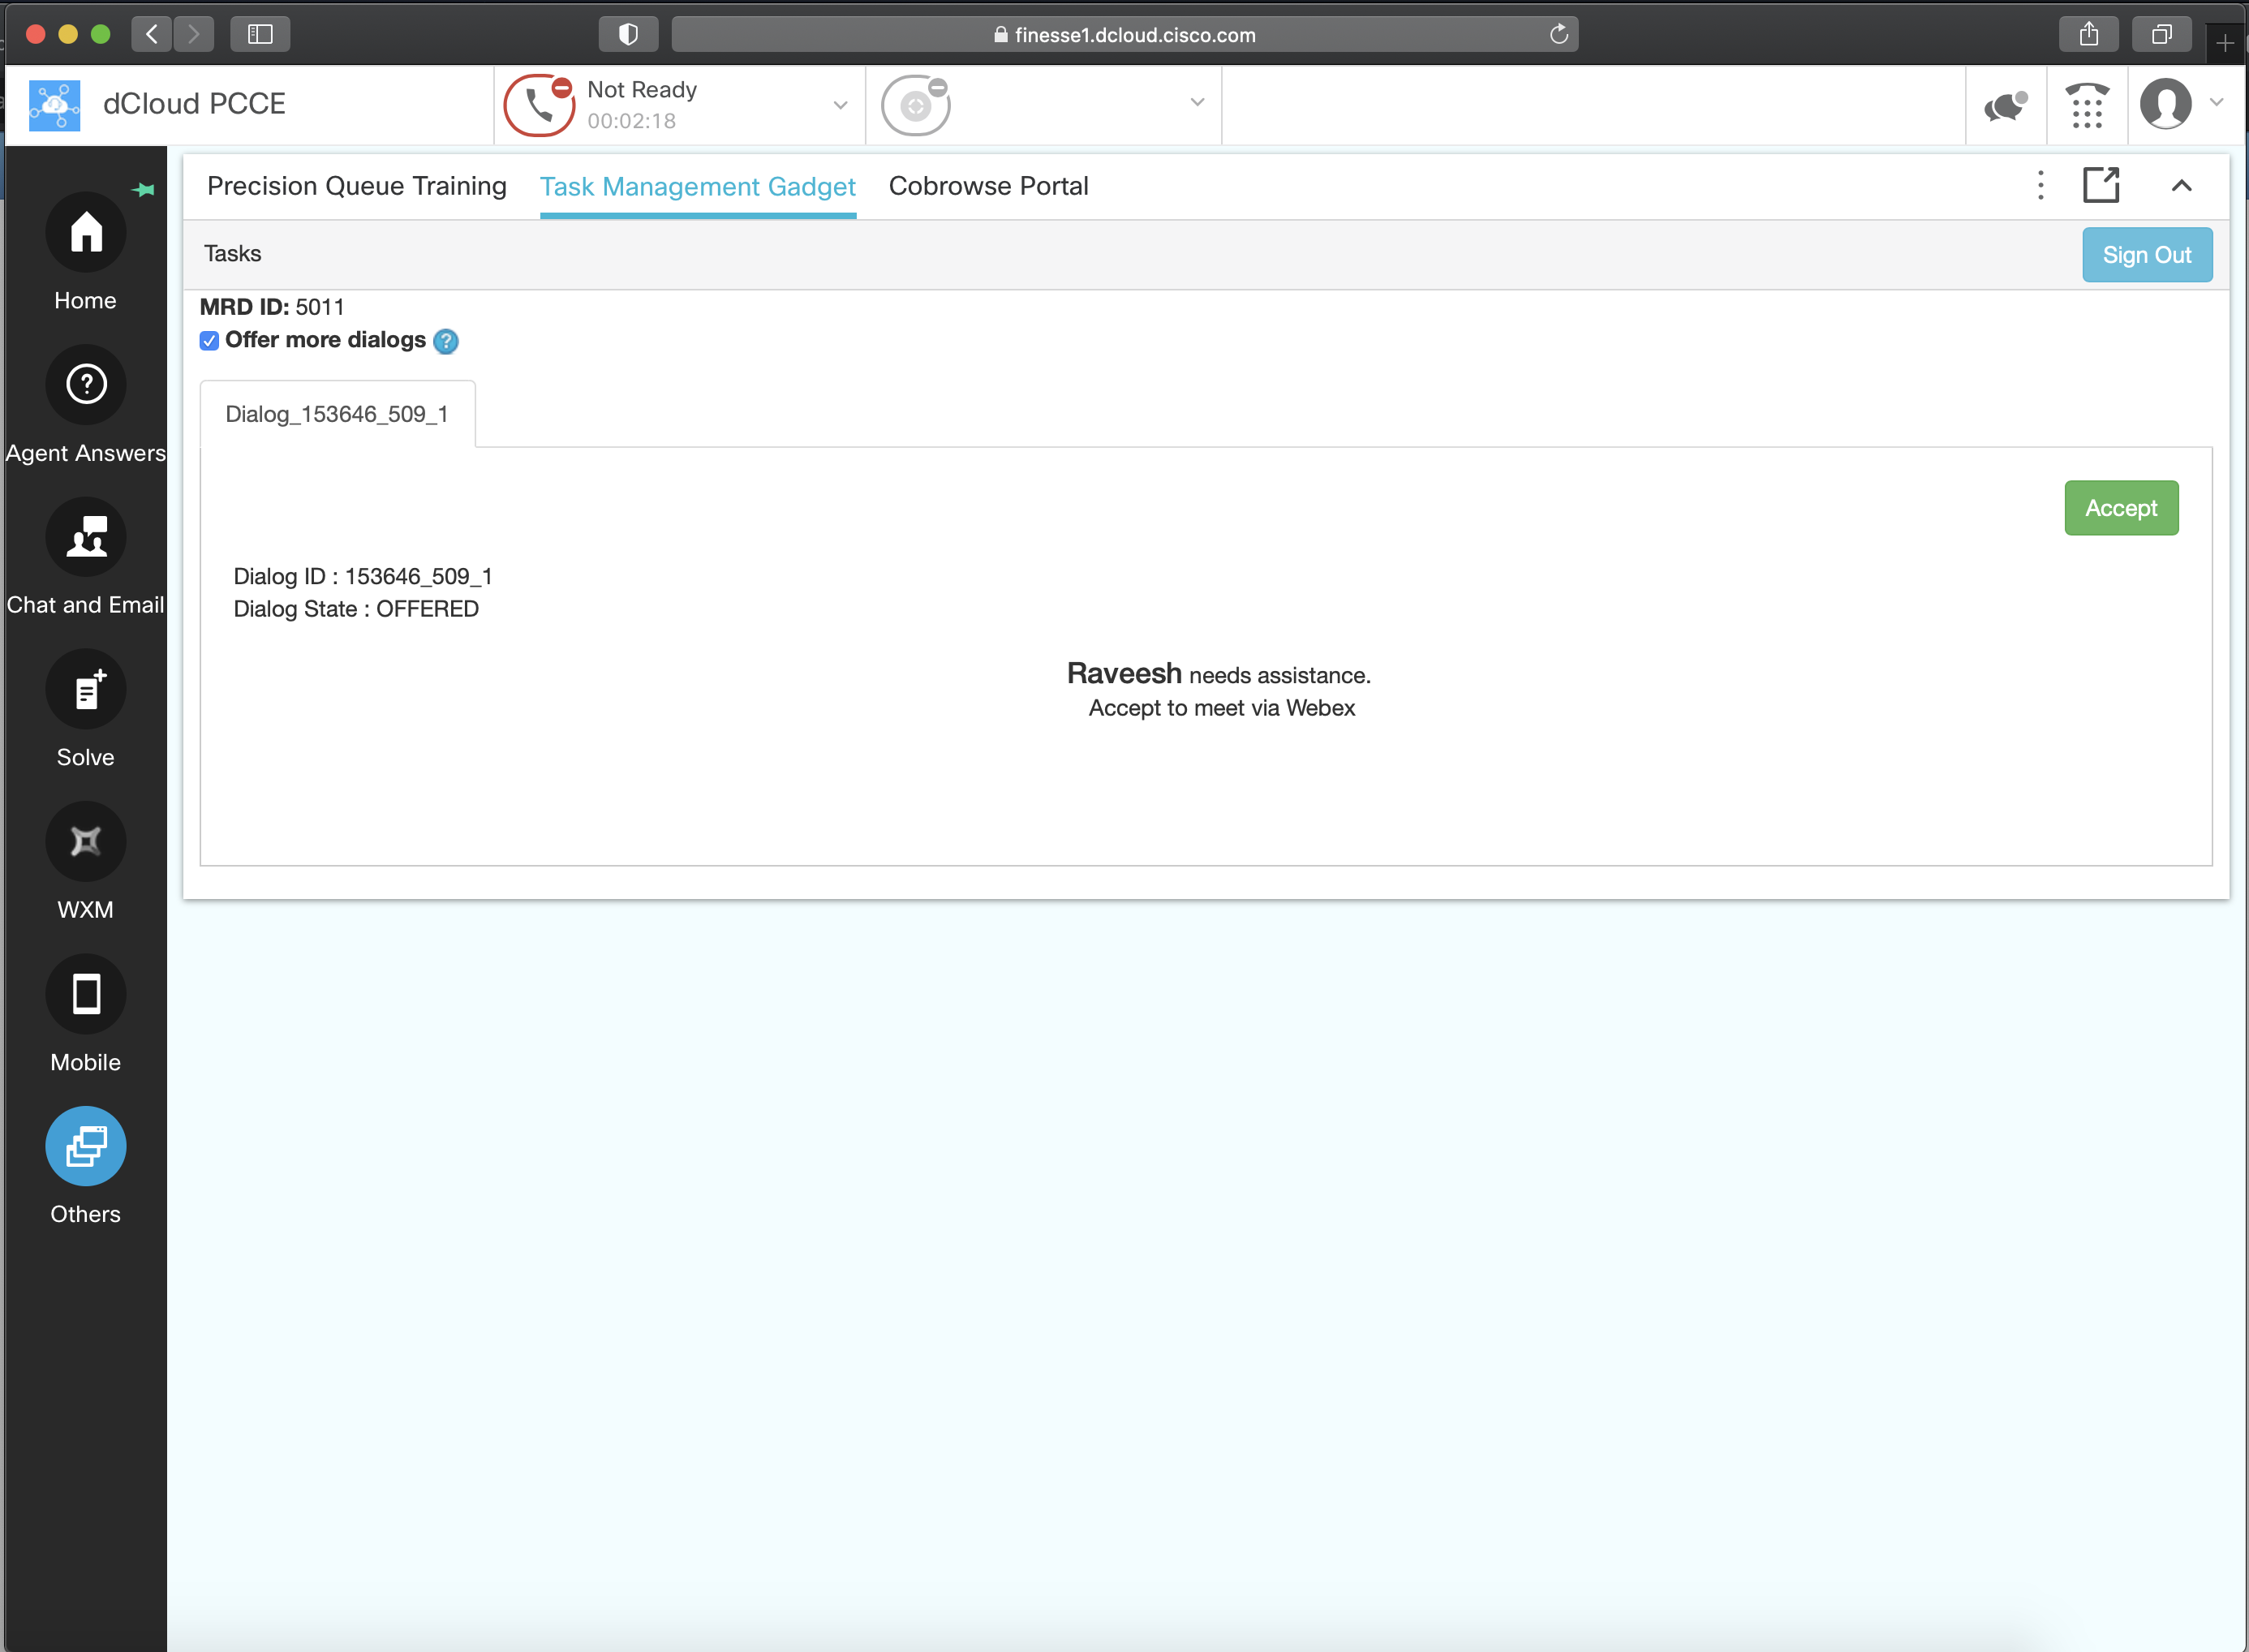 finesse1.dcloud.cisco.com
dCloud PCCE
Not Ready
00:02:18
Precision Queue Training
Task Management Gadget
Cobrowse Portal
Tasks
Sign Out
MRD ID: 5011
Offer more dialogs ?
Dialog_153646_509_1
Accept
Dialog ID : 153646_509_1
Dialog State : OFFERED
Raveesh needs assistance.
Accept to meet via Webex
Home
Agent Answers
Chat and Email
Solve
WXM
Mobile
Others